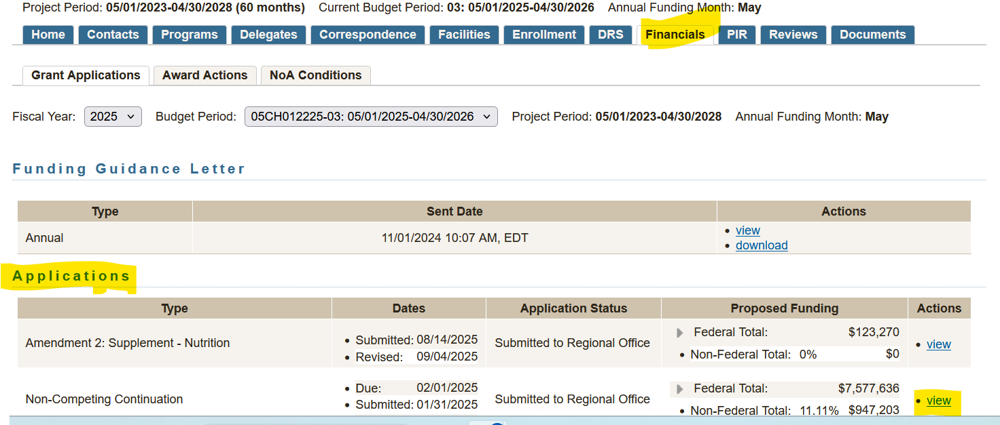 Project Period: 05/01/2023-04/30/2028 (60 months) Current Budget Period: 03: 05/01/2025-04/30/2026 Annual Funding Month: May
Home Contacts Programs Delegates Correspondence Facilities Enrollment DRS Financials PIR Reviews Documents
Grant Applications Award Actions NoA Conditions
Fiscal Year: 2025 Budget Period: 05CH012225-03: 05/01/2025-04/30/2026 Project Period: 05/01/2023-04/30/2028 Annual Funding Month: May
Funding Guidance Letter
Type Sent Date Actions
Annual 11/01/2024 10:07 AM, EDT • view
• download
Applications
Type Dates Application Status Proposed Funding Actions
Amendment 2: Supplement - Nutrition • Submitted: 08/14/2025 Submitted to Regional Office Federal Total: $123,270 • view
• Revised: 09/04/2025 • Non-Federal Total: 0% $0
Non-Competing Continuation • Due: 02/01/2025 Submitted to Regional Office Federal Total: $7,577,636 • view
• Submitted: 01/31/2025 • Non-Federal Total: 11.11% $947,203